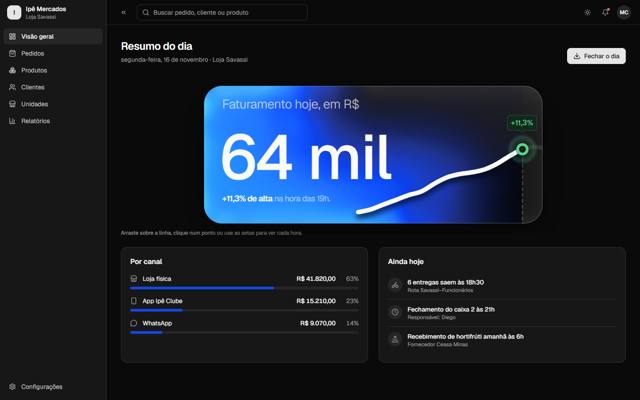 I
Ipê Mercados
Loja Savassi
Visão geral
Pedidos
Produtos
Clientes
Unidades
Relatórios
Configurações
Buscar pedido, cliente ou produto
MC
Resumo do dia
segunda-feira, 16 de novembro · Loja Savassi
Fechar o dia
Faturamento hoje, em R$
64 mil
+11,3% de alta na hora das 19h.
+11,3%
Arraste sobre a linha, clique num ponto ou use as setas para ver cada hora.
Por canal
Loja física R$ 41.820,00 63%
App Ipê Clube R$ 15.210,00 23%
WhatsApp R$ 9.070,00 14%
Ainda hoje
6 entregas saem às 18h30
Rota Savassi–Funcionários
Fechamento do caixa 2 às 21h
Responsável: Diego
Recebimento de hortifrúti amanhã às 6h
Fornecedor Ceasa Minas